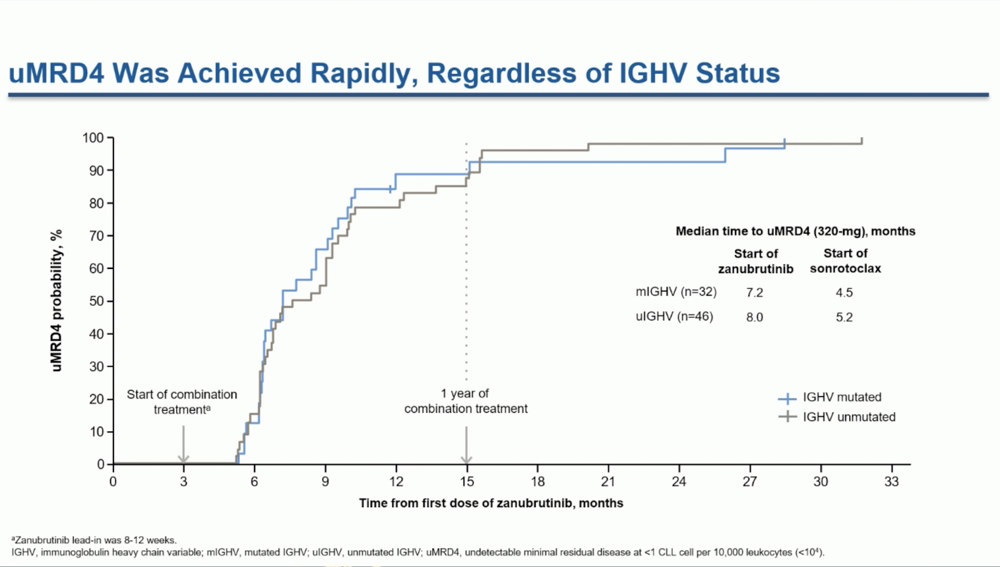 uMRD4 Was Achieved Rapidly, Regardless of IGHV Status
100
90
80
70
60
50
40
30
20
10
0
uMRD4 probability, %
0 3 6 9 12 15 18 21 24 27 30 33
Time from first dose of zanubrutinib, months
Start of combination
treatmentᵃ
1 year of
combination treatment
Median time to uMRD4 (320-mg), months
Start of Start of
zanubrutinib sonrotoclax
mIGHV (n=32) 7.2 4.5
uIGHV (n=46) 8.0 5.2
IGHV mutated
IGHV unmutated
ᵃZanubrutinib lead-in was 8-12 weeks.
IGHV, immunoglobulin heavy chain variable; mIGHV, mutated IGHV; uIGHV, unmutated IGHV; uMRD4, undetectable minimal residual disease at <1 CLL cell per 10,000 leukocytes (<10⁴).